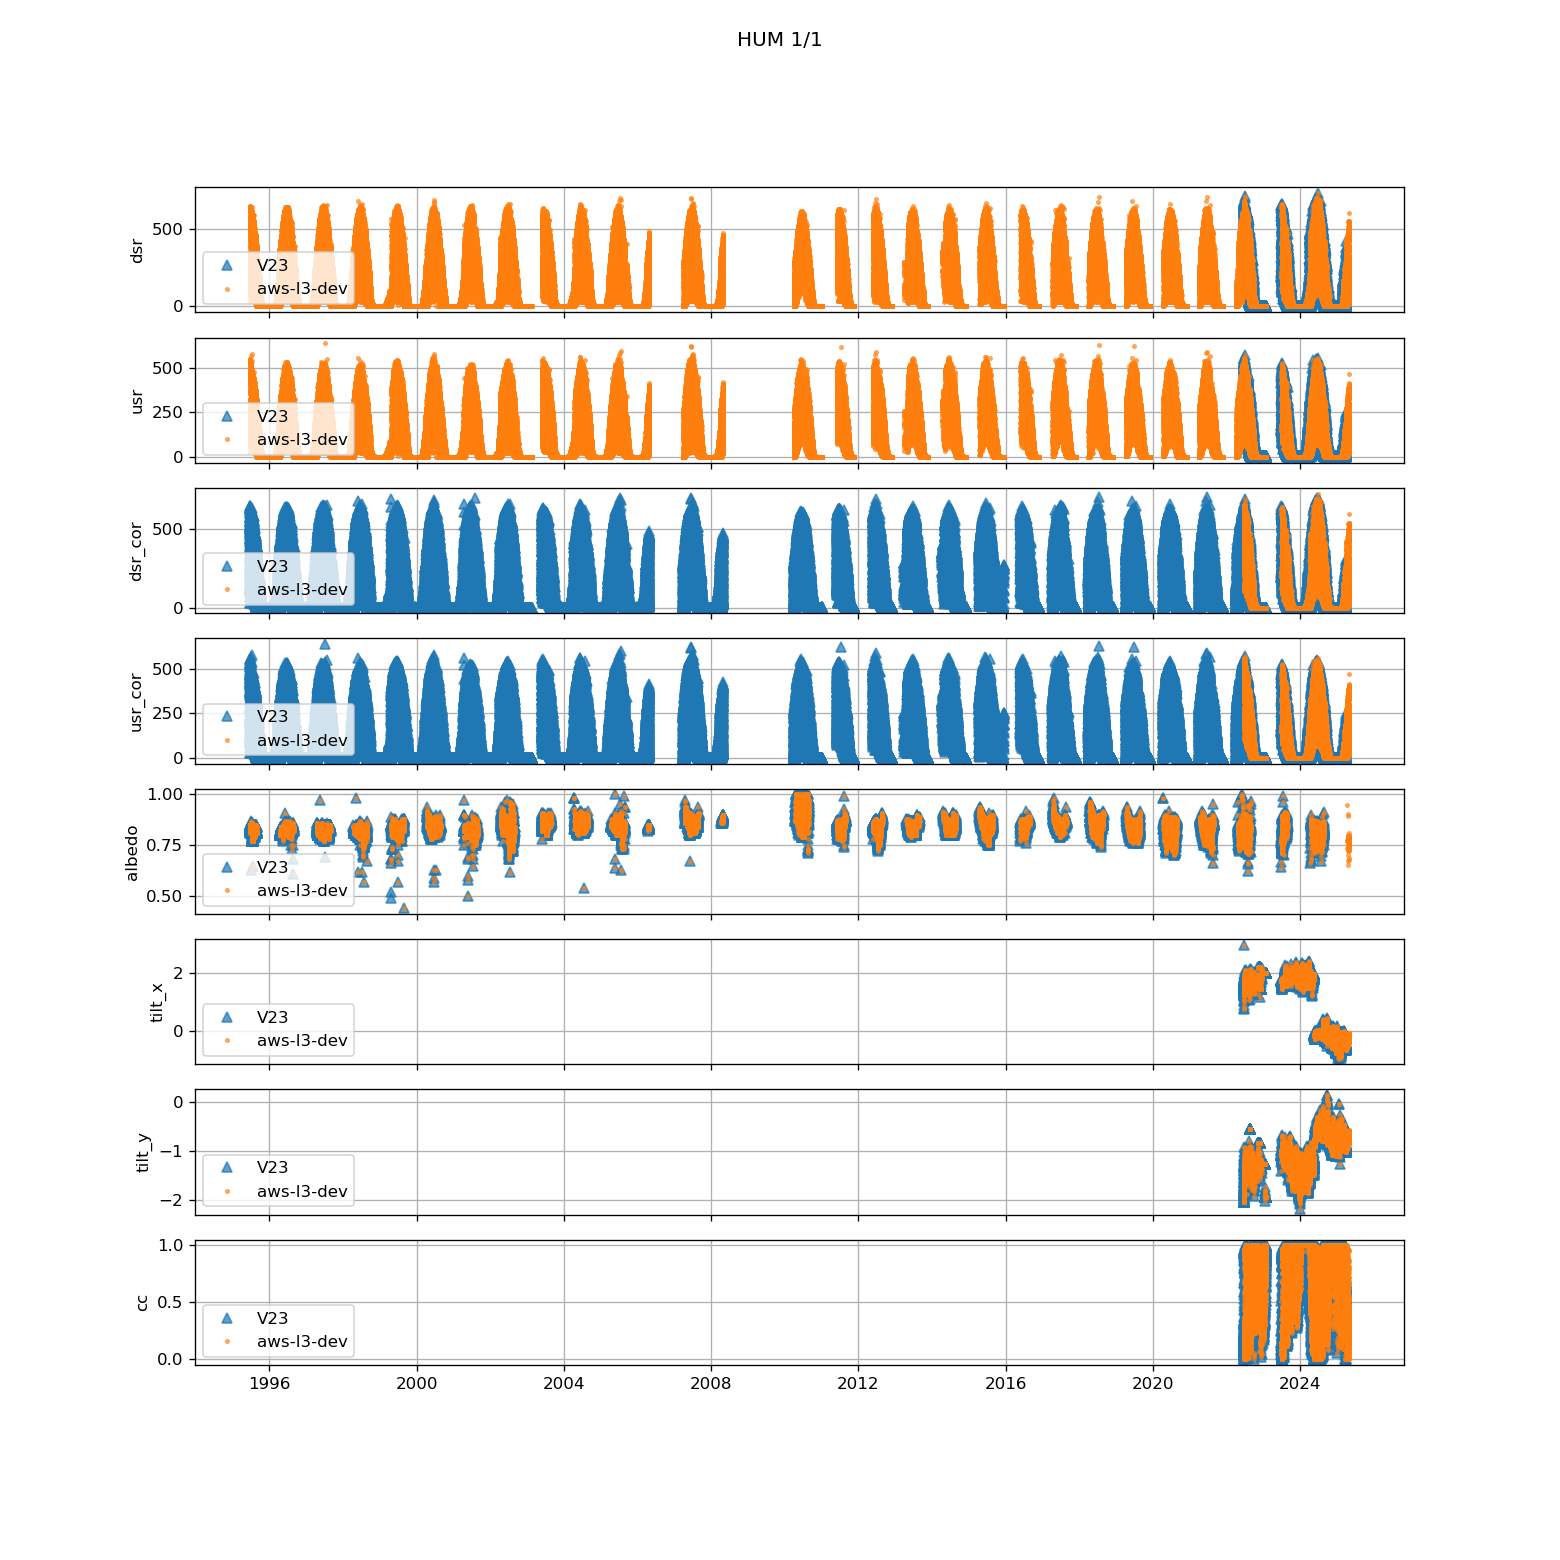 HUM 1/1
dsr
500
0
V23
aws-l3-dev
usr
500
250
0
V23
aws-l3-dev
dsr_cor
500
0
V23
aws-l3-dev
usr_cor
500
250
0
V23
aws-l3-dev
albedo
1.00
0.75
0.50
V23
aws-l3-dev
tilt_x
2
0
V23
aws-l3-dev
tilt_y
0
−1
−2
V23
aws-l3-dev
cc
1.0
0.5
0.0
V23
aws-l3-dev
1996 2000 2004 2008 2012 2016 2020 2024